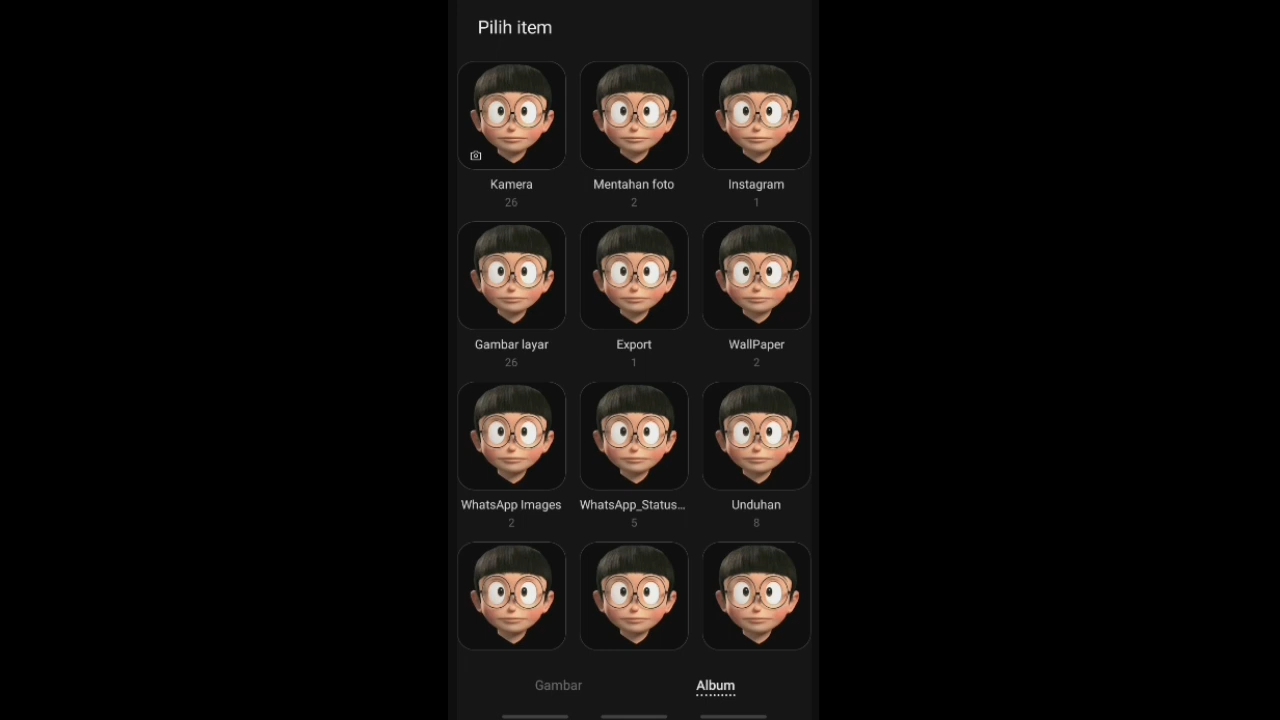 Pilih item
Kamera
Mentahan foto
Instagram
26
2
1
Gambar layar
Export
WallPaper
26
1
2
WhatsApp Images
WhatsApp_Status...
Unduhan
2
5
8
Gambar
Album